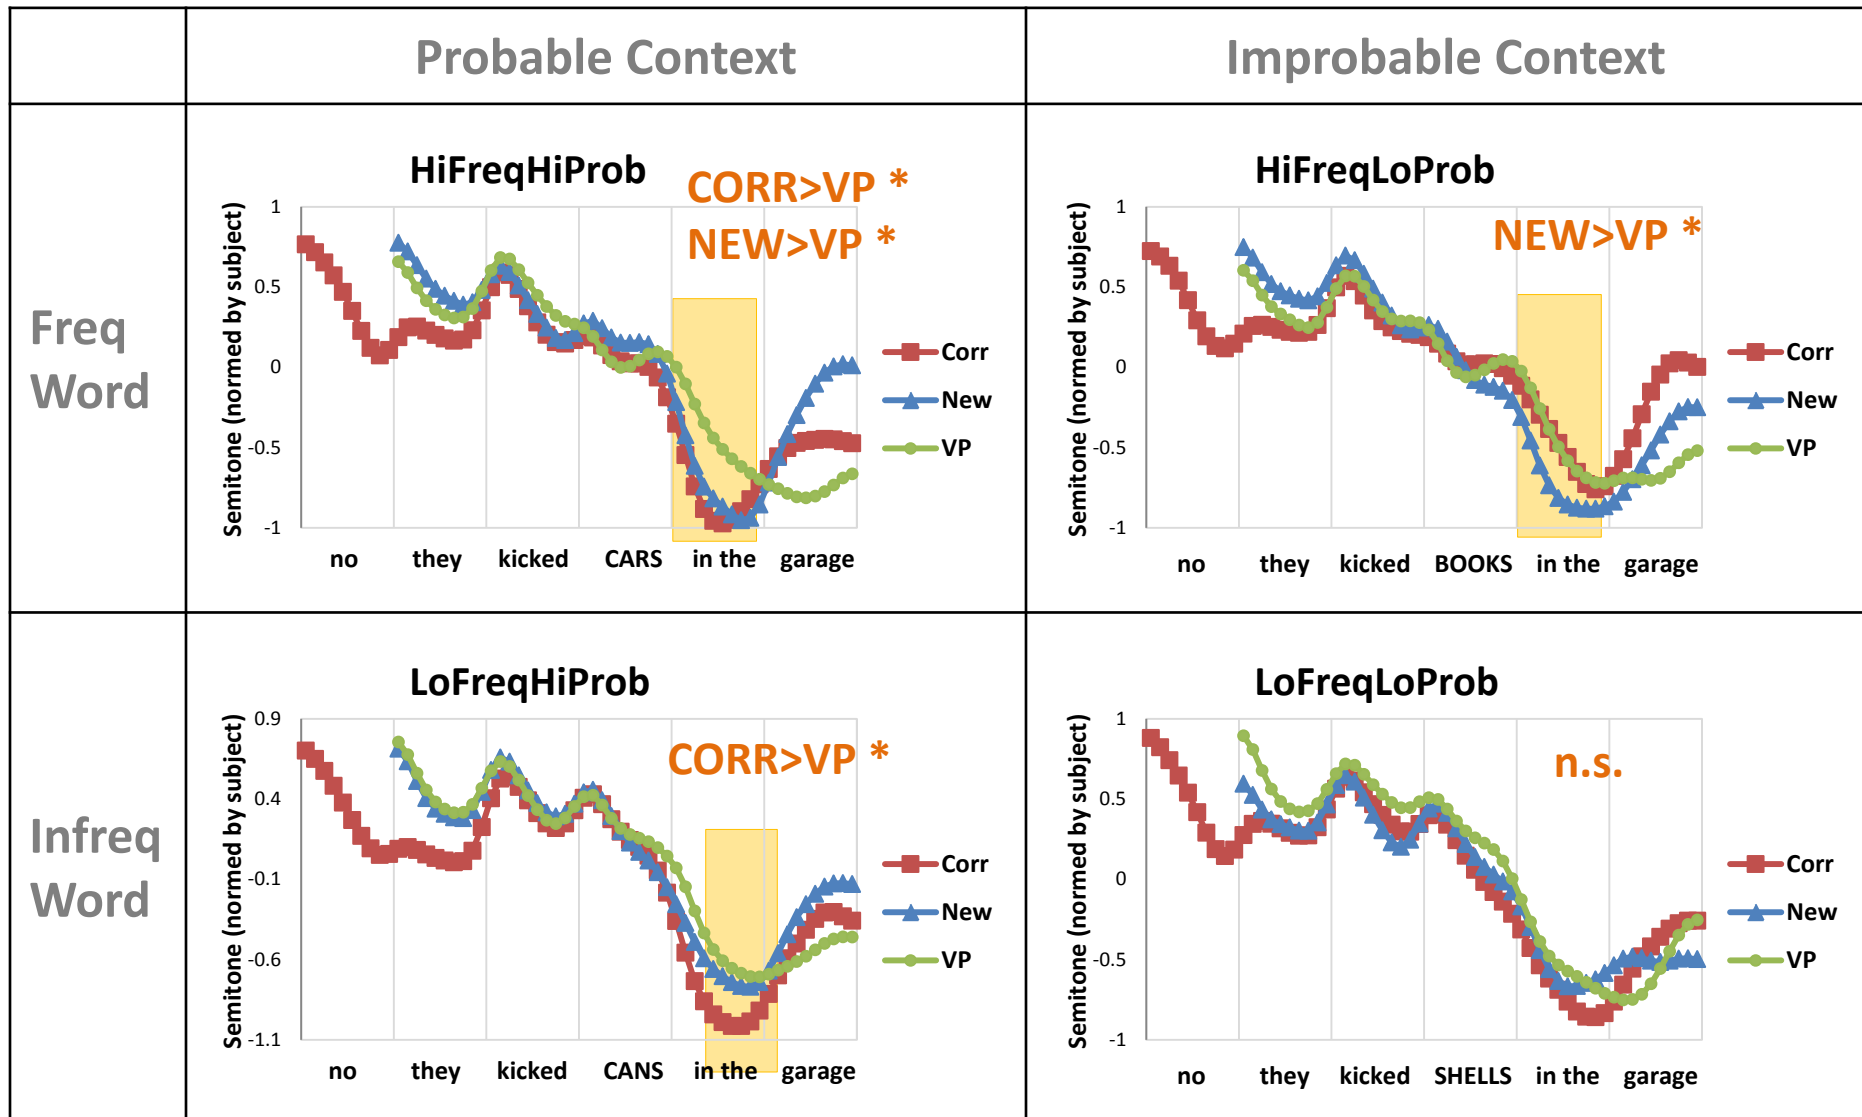 Probable Context
Improbable Context
Freq
Word
HiFreqHiProb
CORR>VP *
NEW>VP *
Semitone (normed by subject)
1
0.5
0
-0.5
-1
no they kicked CARS in the garage
Corr
New
VP
HiFreqLoProb
NEW>VP *
Semitone (normed by subject)
1
0.5
0
-0.5
-1
no they kicked BOOKS in the garage
Corr
New
VP
Infreq
Word
LoFreqHiProb
CORR>VP *
Semitone (normed by subject)
0.9
0.4
-0.1
-0.6
-1.1
no they kicked CANS in the garage
Corr
New
VP
LoFreqLoProb
n.s.
Semitone (normed by subject)
1
0.5
0
-0.5
-1
no they kicked SHELLS in the garage
Corr
New
VP